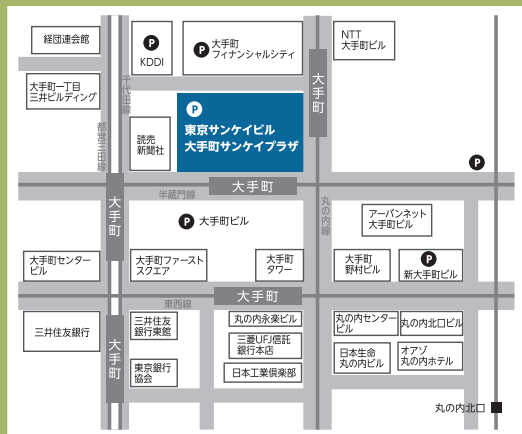 経団連会館
P
KDDI
P
大手町
フィナンシャルシティ
NTT
大手町ビル
大手町
大手町一丁目
三井ビルディング
千代田線
都営三田線
読売
新聞社
P
東京サンケイビル
大手町サンケイプラザ
P
大手町
半蔵門線
大手町
丸の内線
P 大手町ビル
アーバンネット
大手町ビル
大手町センター
ビル
大手町ファースト
スクエア
大手町
タワー
大手町
野村ビル
P
新大手町ビル
大手町
東西線
三井住友銀行
大手町
三井住友
銀行東館
東京銀行
協会
丸の内永楽ビル
三菱UFJ信託
銀行本店
日本工業倶楽部
丸の内センター
ビル
丸の内北口ビル
日本生命
丸の内ビル
オアゾ
丸の内ホテル
丸の内北口